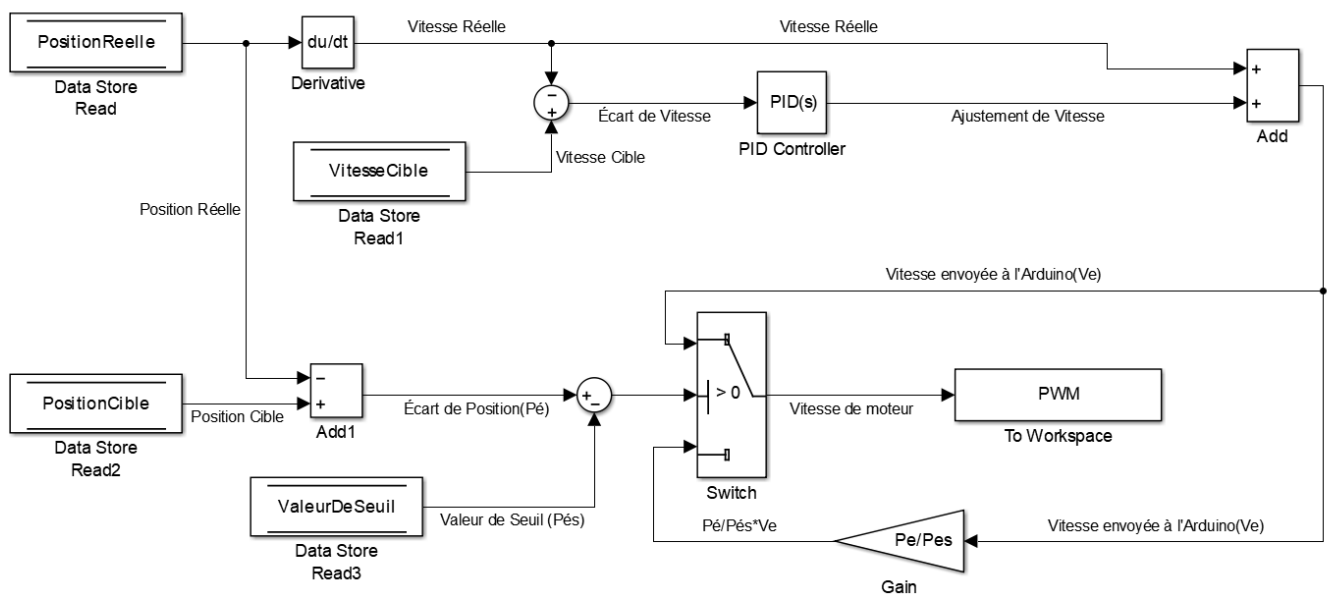 PositionReelle
Data Store
Read
du/dt
Derivative
Vitesse Réelle
Vitesse Réelle
−
+
Écart de Vitesse
PID(s)
PID Controller
Ajustement de Vitesse
+
+
Add
VitesseCible
Data Store
Read1
Vitesse Cible
Position Réelle
Vitesse envoyée à l'Arduino(Ve)
PositionCible
Data Store
Read2
Position Cible
−
+
Add1
Écart de Position(Pé)
+
−
> 0
Switch
Vitesse de moteur
PWM
To Workspace
ValeurDeSeuil
Data Store
Read3
Valeur de Seuil (Pés)
Pé/Pés*Ve
Pe/Pes
Gain
Vitesse envoyée à l'Arduino(Ve)